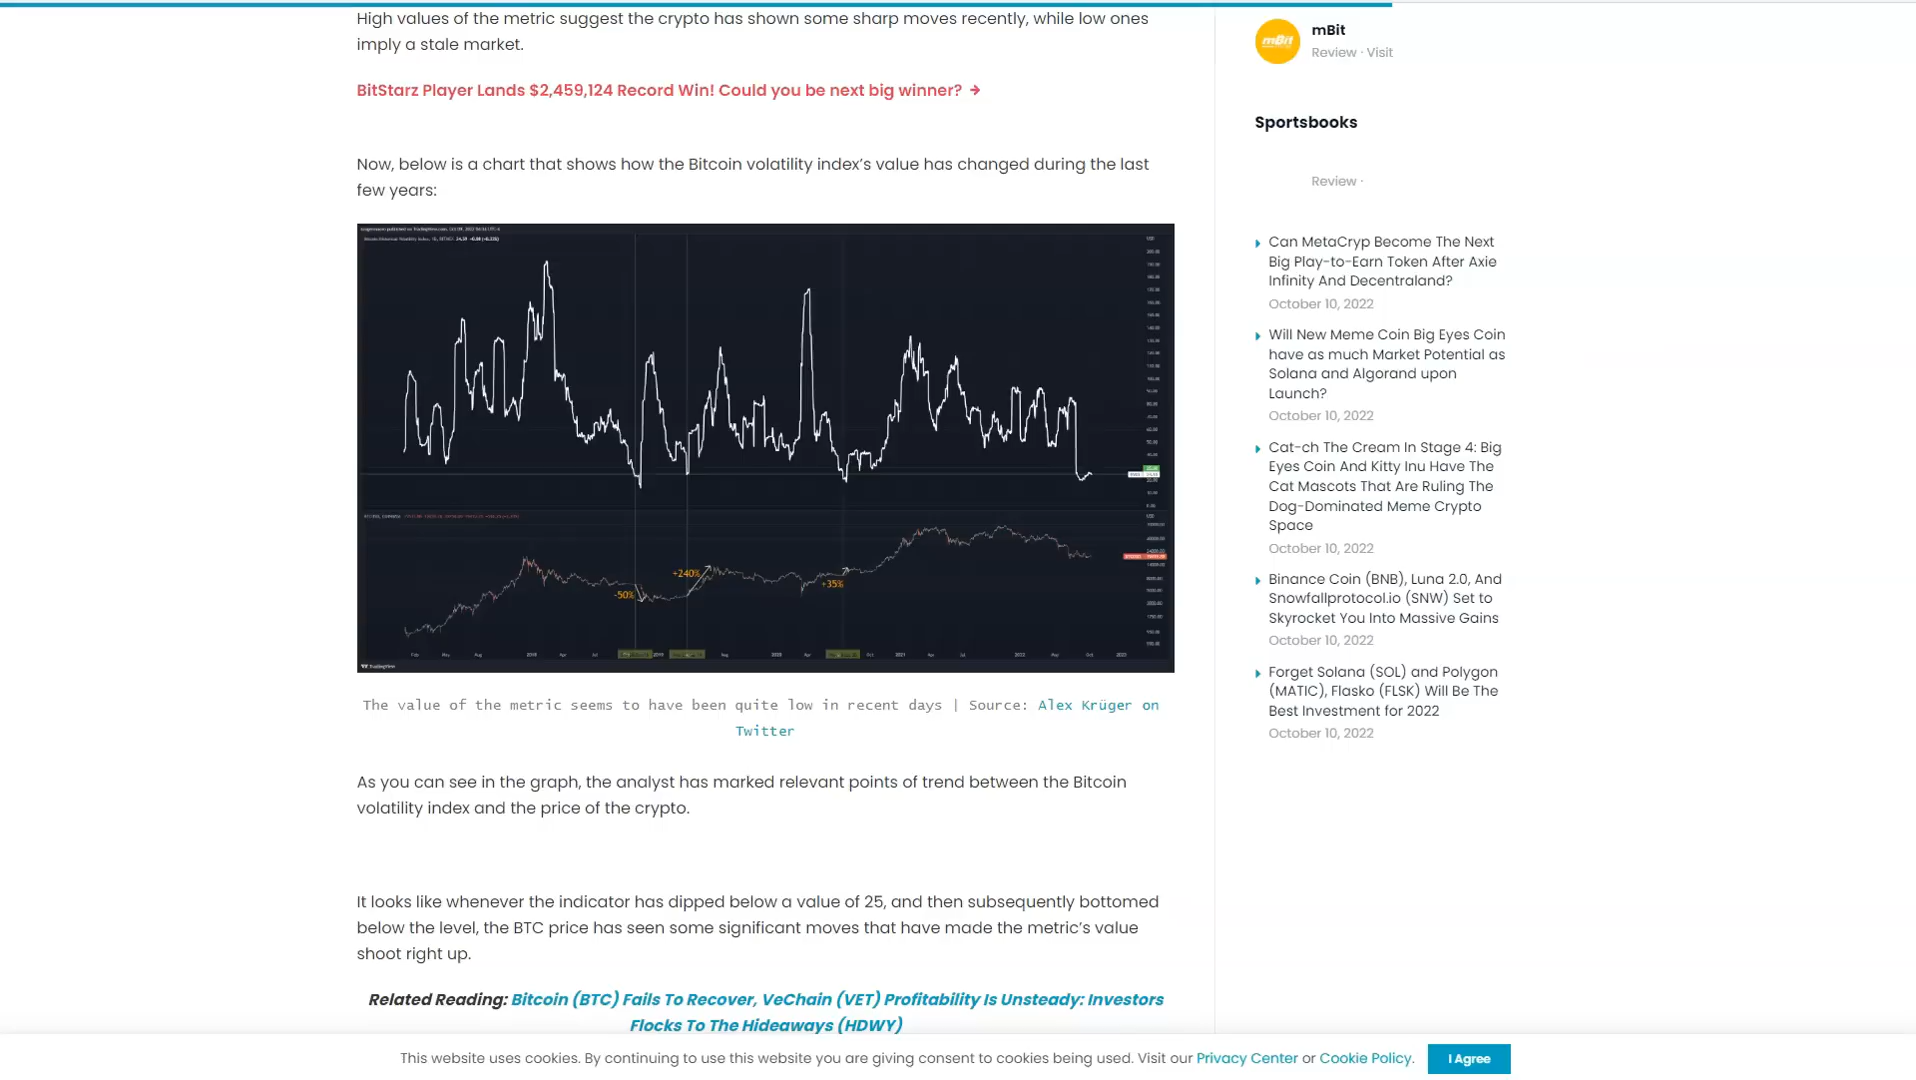 High values of the metric suggest the crypto has shown some sharp moves recently, while low ones
imply a stale market.
BitStarz Player Lands $2,459,124 Record Win! Could you be next big winner? →
Now, below is a chart that shows how the Bitcoin volatility index’s value has changed during the last
few years:
-50%
+240%
+35%
TradingView
The value of the metric seems to have been quite low in recent days | Source: Alex Krüger on
Twitter
As you can see in the graph, the analyst has marked relevant points of trend between the Bitcoin
volatility index and the price of the crypto.
It looks like whenever the indicator has dipped below a value of 25, and then subsequently bottomed
below the level, the BTC price has seen some significant moves that have made the metric’s value
shoot right up.
Related Reading: Bitcoin (BTC) Fails To Recover, VeChain (VET) Profitability Is Unsteady: Investors
Flocks To The Hideaways (HDWY)
mBit
mBit
Review · Visit
Sportsbooks
Review ·
Can MetaCryp Become The Next
Big Play-to-Earn Token After Axie
Infinity And Decentraland?
October 10, 2022
Will New Meme Coin Big Eyes Coin
have as much Market Potential as
Solana and Algorand upon
Launch?
October 10, 2022
Cat-ch The Cream In Stage 4: Big
Eyes Coin And Kitty Inu Have The
Cat Mascots That Are Ruling The
Dog-Dominated Meme Crypto
Space
October 10, 2022
Binance Coin (BNB), Luna 2.0, And
Snowfallprotocol.io (SNW) Set to
Skyrocket You Into Massive Gains
October 10, 2022
Forget Solana (SOL) and Polygon
(MATIC), Flasko (FLSK) Will Be The
Best Investment for 2022
October 10, 2022
This website uses cookies. By continuing to use this website you are giving consent to cookies being used. Visit our Privacy Center or Cookie Policy.
I Agree